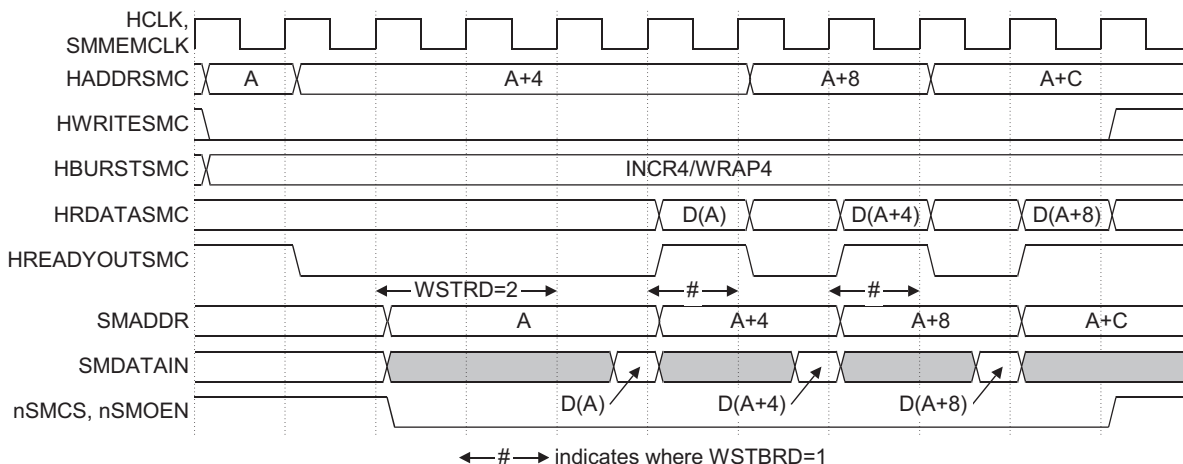 HCLK,
SMMEMCLK
HADDRSMC A A+4 A+8 A+C
HWRITESMC
HBURSTSMC INCR4/WRAP4
HRDATASMC D(A) D(A+4) D(A+8)
HREADYOUTSMC
WSTRD=2 # #
SMADDR A A+4 A+8 A+C
SMDATAIN
D(A) D(A+4) D(A+8)
nSMCS, nSMOEN
# indicates where WSTBRD=1